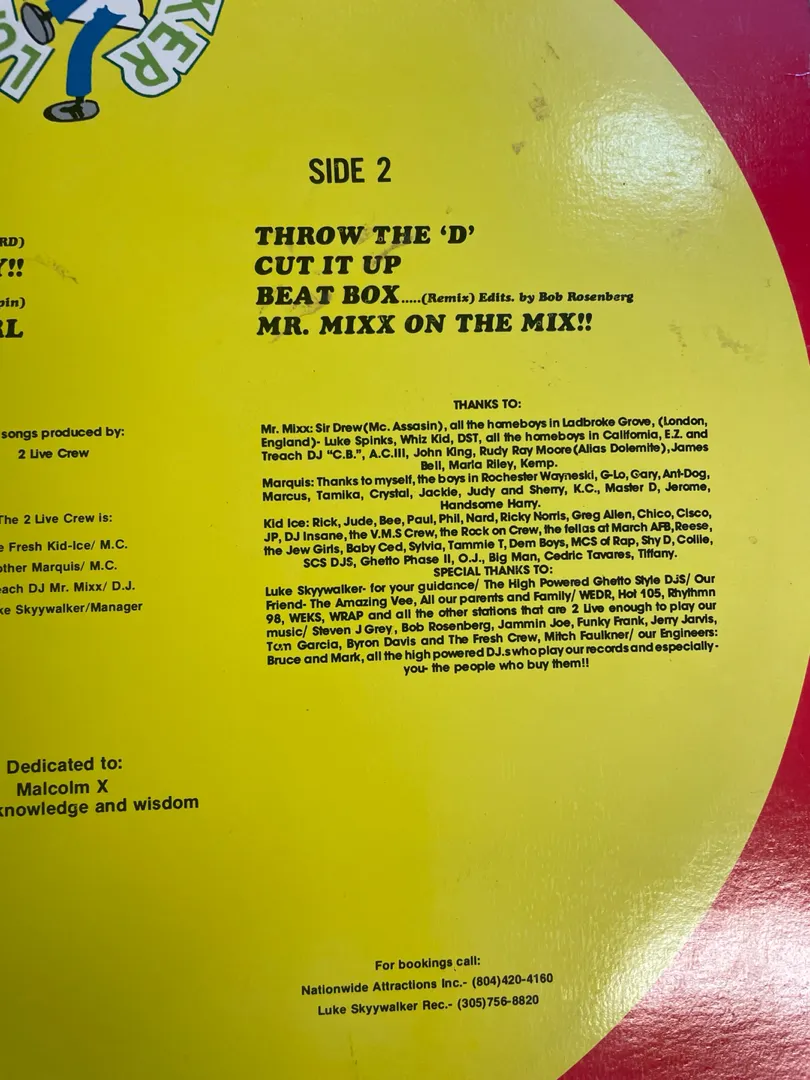 KER
SIDE 2
RD)
Y!!
pin)
RL
THROW THE ‘D’
CUT IT UP
BEAT BOX.....(Remix) Edits. by Bob Rosenberg
MR. MIXX ON THE MIX!!
songs produced by:
2 Live Crew
The 2 Live Crew is:
e Fresh Kid-Ice/ M.C.
other Marquis/ M.C.
each DJ Mr. Mixx/ D.J.
ke Skyywalker/Manager
THANKS TO:
Mr. Mixx: Sir Drew(Mc. Assasin), all the homeboys in Ladbroke Grove, (London,
England)- Luke Spinks, Whiz Kid, DST, all the homeboys in California, E.Z. and
Treach DJ "C.B.", A.C.III, John King, Rudy Ray Moore(Alias Dolemite),James
Bell, Marla Riley, Kemp.
Marquis: Thanks to myself, the boys in Rochester Wayneski, G-Lo, Gary, Ant-Dog,
Marcus, Tamika, Crystal, Jackie, Judy and Sherry, K.C., Master D, Jerome,
Handsome Harry.
Kid Ice: Rick, Jude, Bee, Paul, Phil, Nard, Ricky Norris, Greg Allen, Chico, Cisco,
JP, DJ Insane, the V.M.S Crew, the Rock on Crew, the fellas at March AFB,Reese,
the Jew Girls, Baby Ced, Sylvia, Tammie T, Dem Boys, MCS of Rap, Shy D, Collie,
SCS DJS, Ghetto Phase II, O.J., Big Man, Cedric Tavares, Tiffany.
SPECIAL THANKS TO:
Luke Skyywalker- for your guidance/ The High Powered Ghetto Style DJS/ Our
Friend- The Amazing Vee, All our parents and Family/ WEDR, Hot 105, Rhythmn
98, WEKS, WRAP and all the other stations that are 2 Live enough to play our
music/ Steven J Grey, Bob Rosenberg, Jammin Joe, Funky Frank, Jerry Jarvis,
Tom Garcia, Byron Davis and The Fresh Crew, Mitch Faulkner/ our Engineers:
Bruce and Mark, all the high powered DJ.s who play our records and especially-
you- the people who buy them!!
Dedicated to:
Malcolm X
knowledge and wisdom
For bookings call:
Nationwide Attractions Inc.- (804)420-4160
Luke Skyywalker Rec.- (305)756-8820